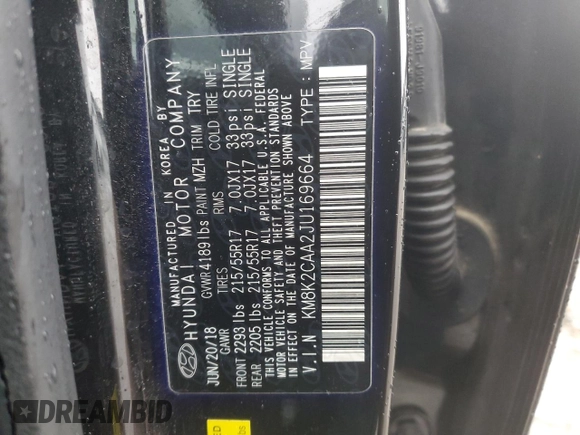 MANUFACTURED IN KOREA BY
HYUNDAI MOTOR COMPANY
JUN/20/18 GVWR 4189 lbs PAINT MZH TRIM TRY
GAWR TIRES RIMS COLD TIRE INFL
FRONT 2293 lbs 215/55R17 7.0JX17 33psi SINGLE
REAR 2205 lbs 215/55R17 7.0JX17 33psi SINGLE
THIS VEHICLE CONFORMS TO ALL APPLICABLE U.S.A. FEDERAL
MOTOR VEHICLE SAFETY AND THEFT PREVENTION STANDARDS
IN EFFECT ON THE DATE OF MANUFACTURE SHOWN ABOVE
V.I.N : KM8K2CAA2JU169664 TYPE : MPV
DREAMBID